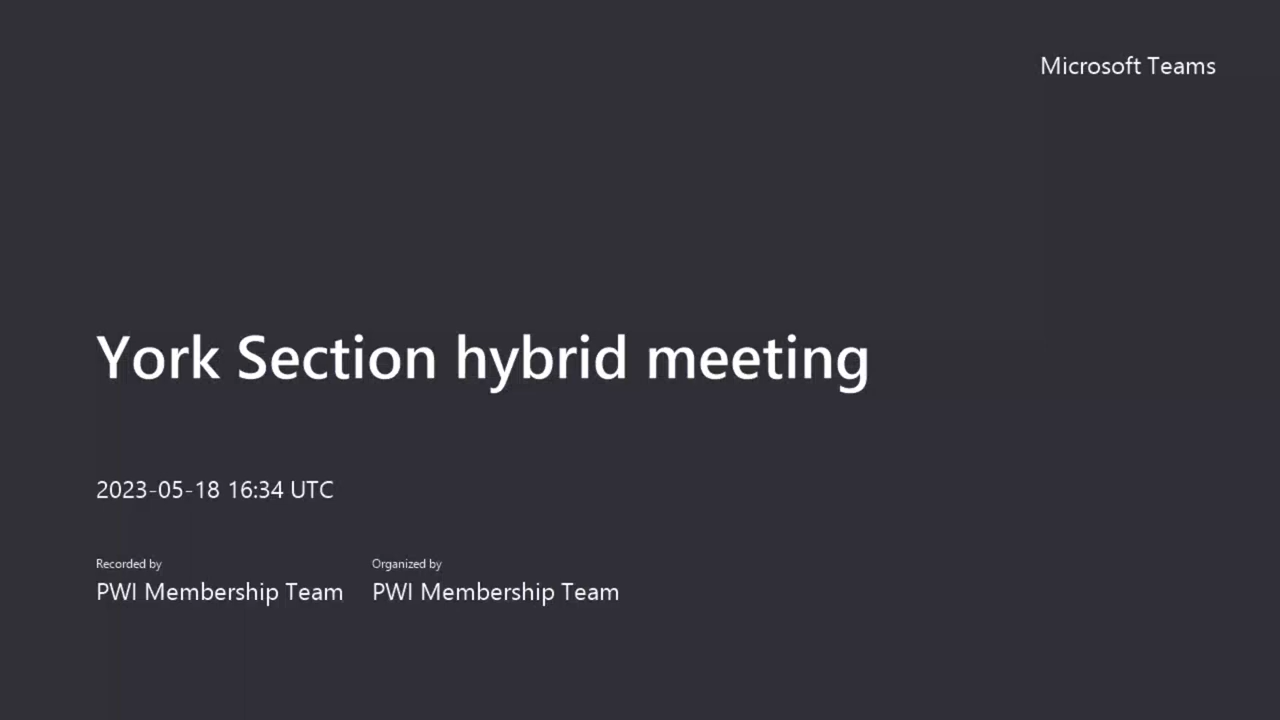 Microsoft Teams
York Section hybrid meeting
2023-05-18 16:34 UTC
Recorded by
Organized by
PWI Membership Team
PWI Membership Team